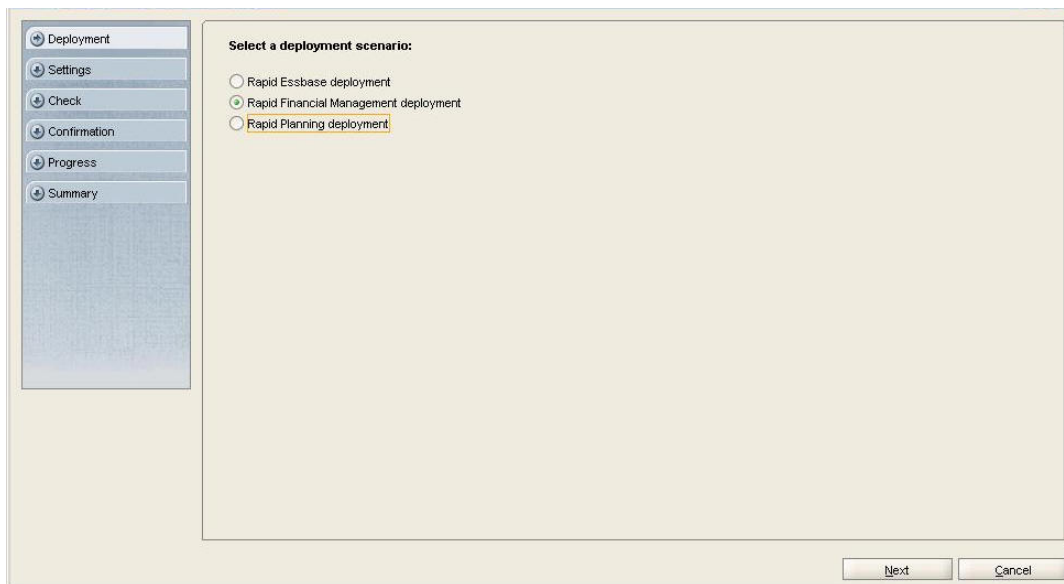 Deployment
Settings
Check
Confirmation
Progress
Summary
Select a deployment scenario:
Rapid Essbase deployment
Rapid Financial Management deployment
Rapid Planning deployment
Next
Cancel